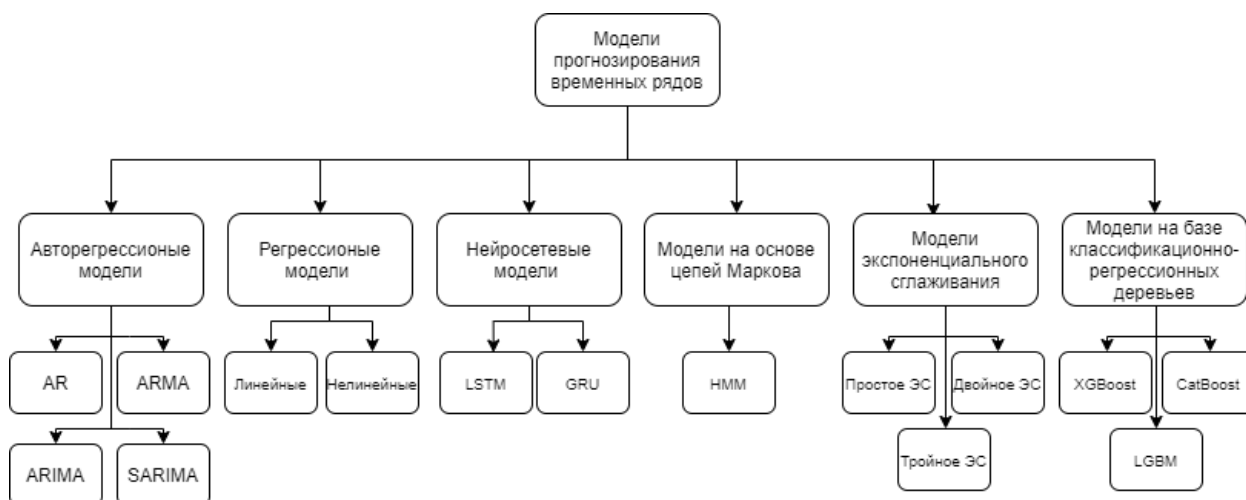 Модели
прогнозирования
временных рядов
Авторегрессионые
модели
Регрессионые
модели
Нейросетевые
модели
Модели на основе
цепей Маркова
Модели
экспоненциального
сглаживания
Модели на базе
классификационно-
регрессионных
деревьев
AR
ARMA
ARIMA
SARIMA
Линейные
Нелинейные
LSTM
GRU
HMM
Простое ЭС
Двойное ЭС
Тройное ЭС
XGBoost
CatBoost
LGBM